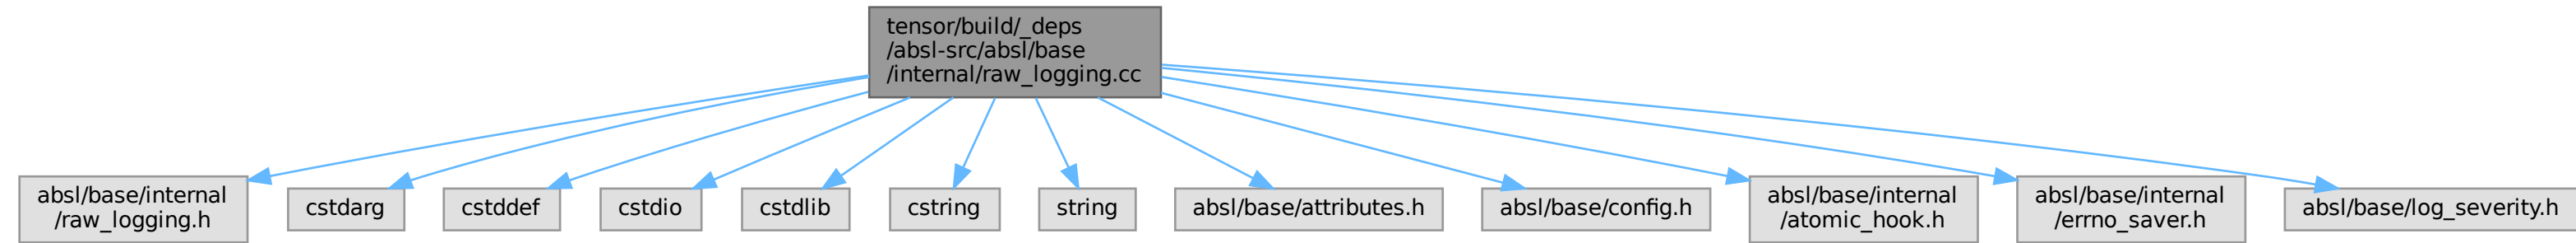 tensor/build/_deps
/absl-src/absl/base
/internal/raw_logging.cc
absl/base/internal
/raw_logging.h
cstdarg
cstddef
cstdio
cstdlib
cstring
string
absl/base/attributes.h
absl/base/config.h
absl/base/internal
/atomic_hook.h
absl/base/internal
/errno_saver.h
absl/base/log_severity.h